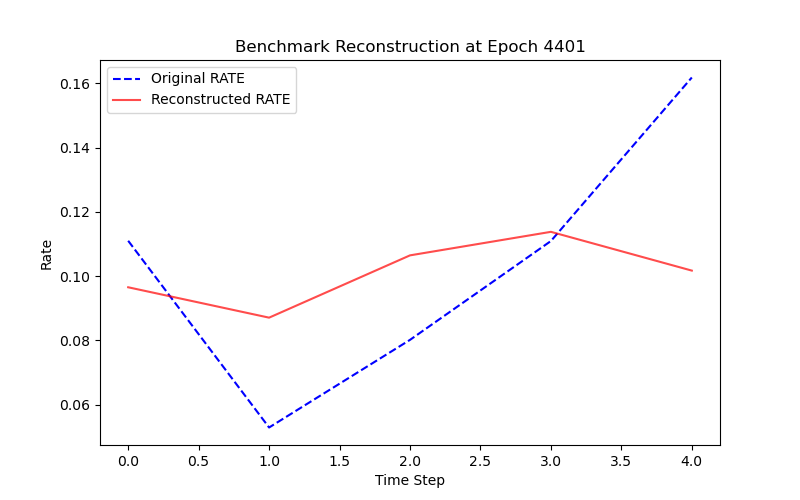 Benchmark Reconstruction at Epoch 4401
Original RATE
Reconstructed RATE
0.16
0.14
0.12
0.10
0.08
0.06
Rate
0.0 0.5 1.0 1.5 2.0 2.5 3.0 3.5 4.0
Time Step